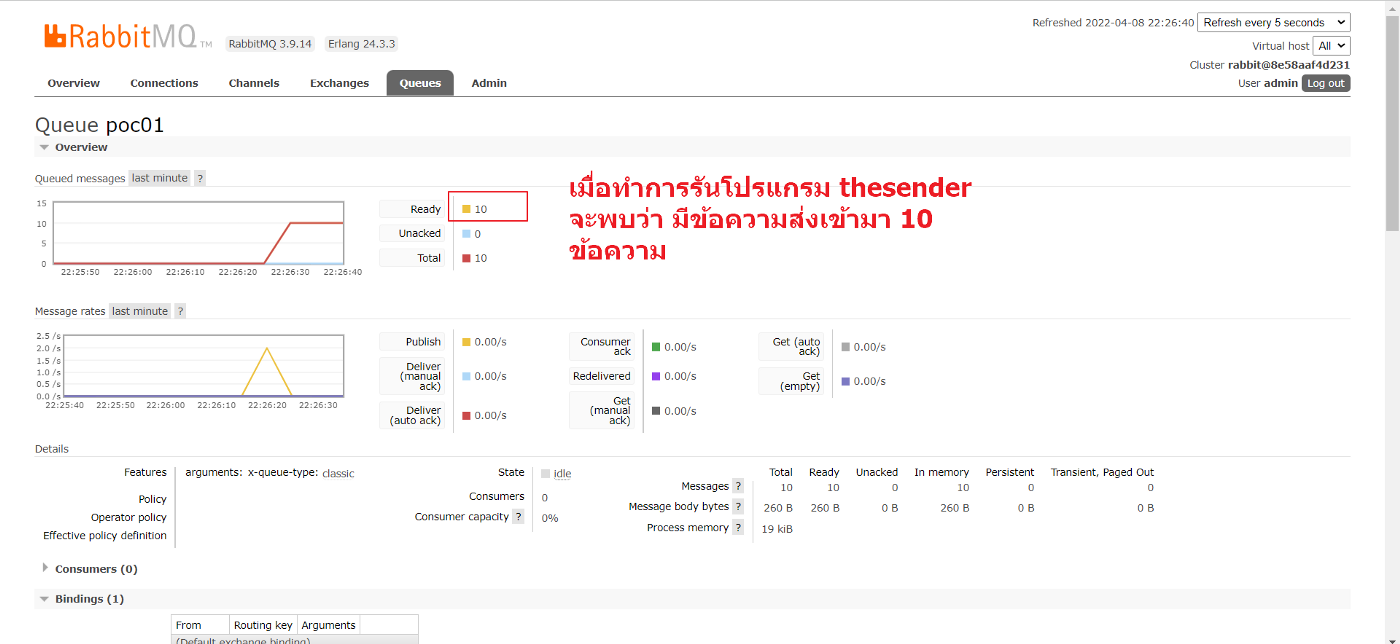 RabbitMQ TM RabbitMQ 3.9.14 Erlang 24.3.3
Refreshed 2022-04-08 22:26:40 Refresh every 5 seconds
Virtual host All
Cluster rabbit@8e58aaf4d231
User admin Log out
Overview Connections Channels Exchanges Queues Admin
Queue poc01
Overview
Queued messages last minute ?
15
10
5
0
22:25:50 22:26:00 22:26:10 22:26:20 22:26:30 22:26:40
Ready 10
Unacked 0
Total 10
เมื่อทำการรันโปรแกรม thesender
จะพบว่า มีข้อความส่งเข้ามา 10
ข้อความ
Message rates last minute ?
2.5 /s
2.0 /s
1.5 /s
1.0 /s
0.5 /s
0.0 /s
22:25:40 22:25:50 22:26:00 22:26:10 22:26:20 22:26:30
Publish 0.00/s
Deliver
(manual
ack)
0.00/s
Deliver
(auto ack)
0.00/s
Consumer
ack
0.00/s
Redelivered 0.00/s
Get
(manual
ack)
0.00/s
Get (auto
ack)
0.00/s
Get
(empty)
0.00/s
Details
Features arguments: x-queue-type: classic
Policy
Operator policy
Effective policy definition
State idle
Consumers 0
Consumer capacity ? 0%
Total Ready Unacked In memory Persistent Transient, Paged Out
Messages ? 10 10 0 10 0 0
Message body bytes ? 260 B 260 B 0 B 260 B 0 B 0 B
Process memory ? 19 kiB
Consumers (0)
Bindings (1)
From Routing key Arguments
(Default exchange binding)